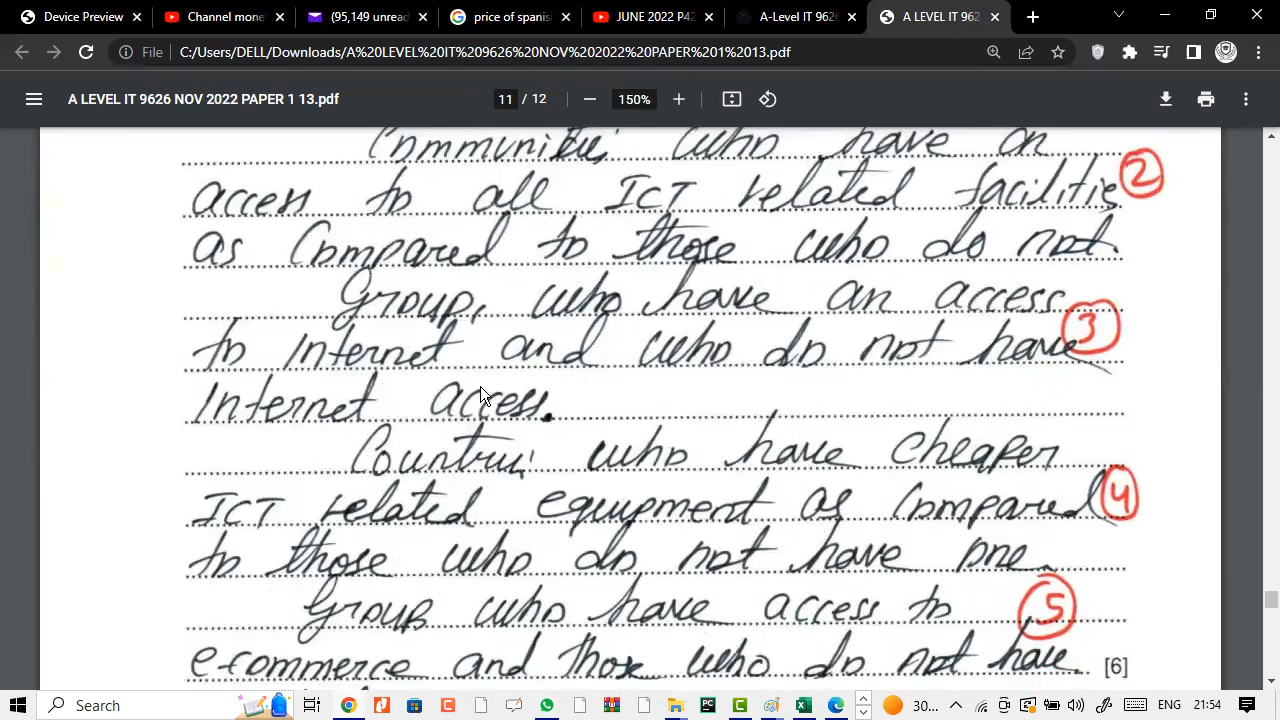 Device Preview
Channel mone
(95,149 unread
price of spanis
JUNE 2022 P42
A-Level IT 9626
A LEVEL IT 962
File
C:/Users/DELL/Downloads/A%20LEVEL%20IT%209626%20NOV%202022%20PAPER%201%2013.pdf
A LEVEL IT 9626 NOV 2022 PAPER 1 13.pdf
11 / 12
150%
Communities who have an
access to all ICT related facilities 2
as Compared to those who do not.
Group, who have an access
to Internet and who do not have 3
Internet access.
Countries who have cheaper
ICT related equipment as Compared 4
to those who do not have one.
Group who have access to 5
e-commerce and those who do not have [6]
Search
30...
ENG
21:54